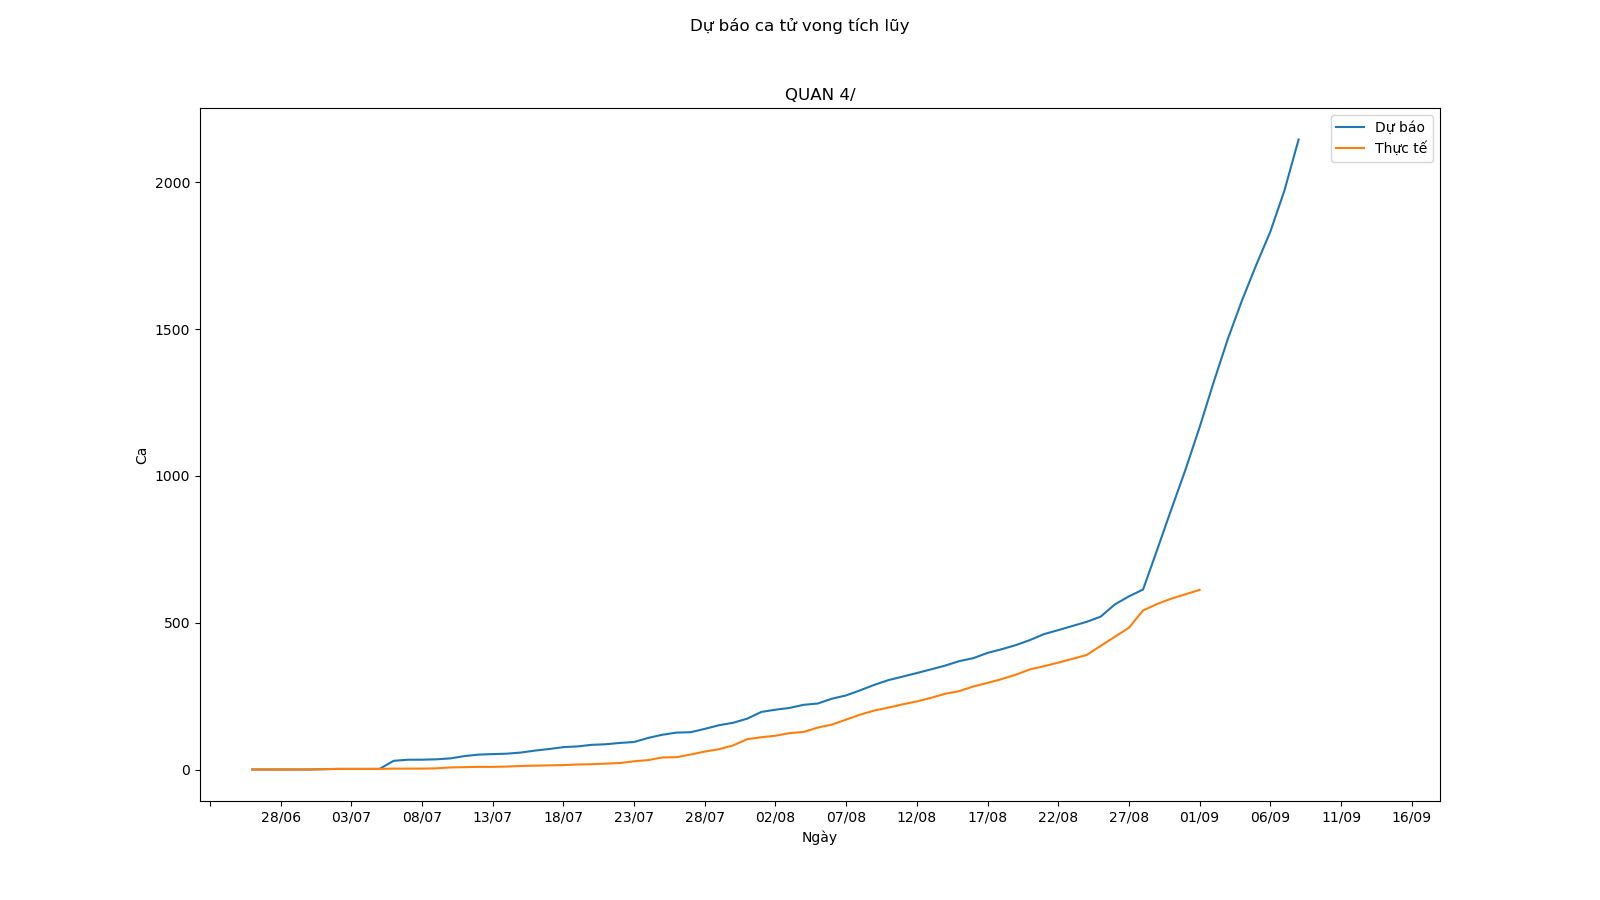 Dự báo ca tử vong tích lũy
QUAN 4/
Dự báo
Thực tế
2000
1500
1000
500
0
Ca
28/06 03/07 08/07 13/07 18/07 23/07 28/07 02/08 07/08 12/08 17/08 22/08 27/08 01/09 06/09 11/09 16/09
Ngày